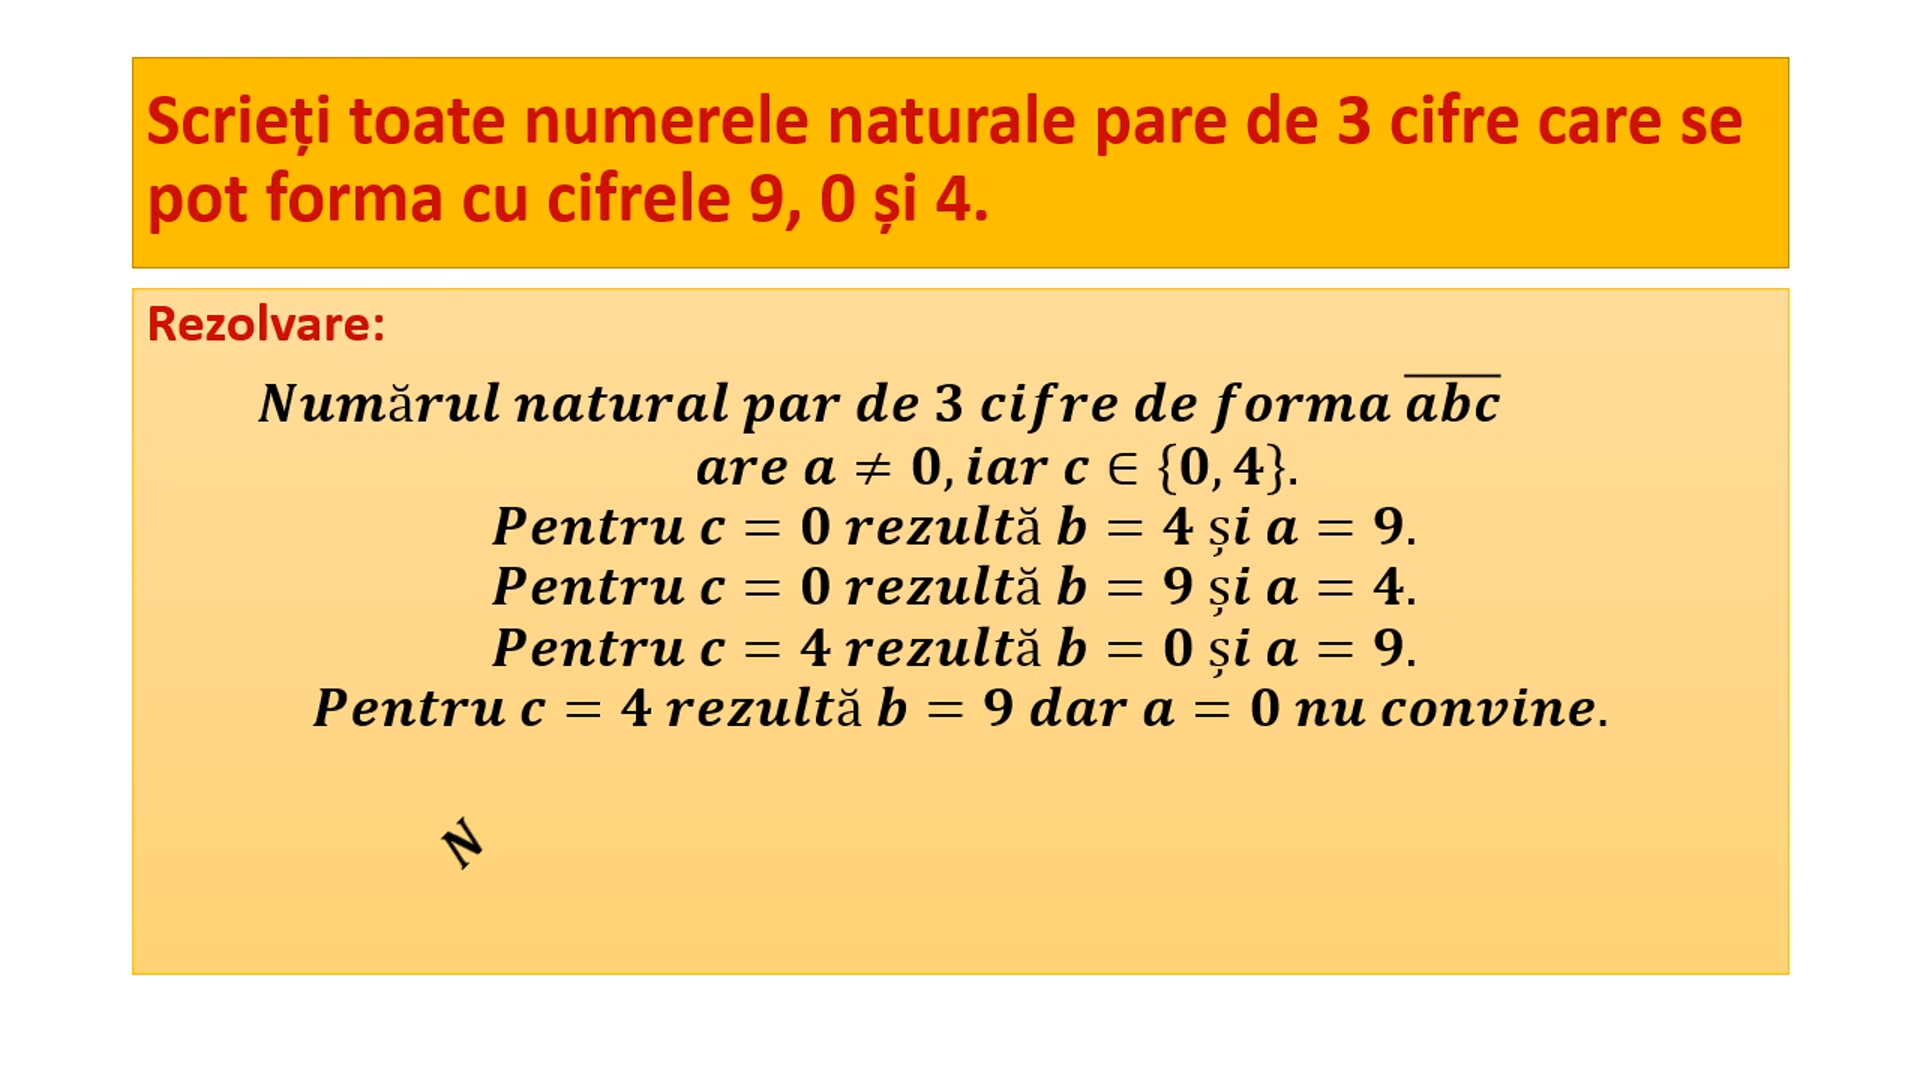 Scrieți toate numerele naturale pare de 3 cifre care se
pot forma cu cifrele 9, 0 și 4.
Rezolvare:
Numărul natural par de 3 cifre de forma a̅b̅c̅
are a ≠ 0, iar c ∈ {0, 4}.
Pentru c = 0 rezultă b = 4 și a = 9.
Pentru c = 0 rezultă b = 9 și a = 4.
Pentru c = 4 rezultă b = 0 și a = 9.
Pentru c = 4 rezultă b = 9 dar a = 0 nu convine.
N